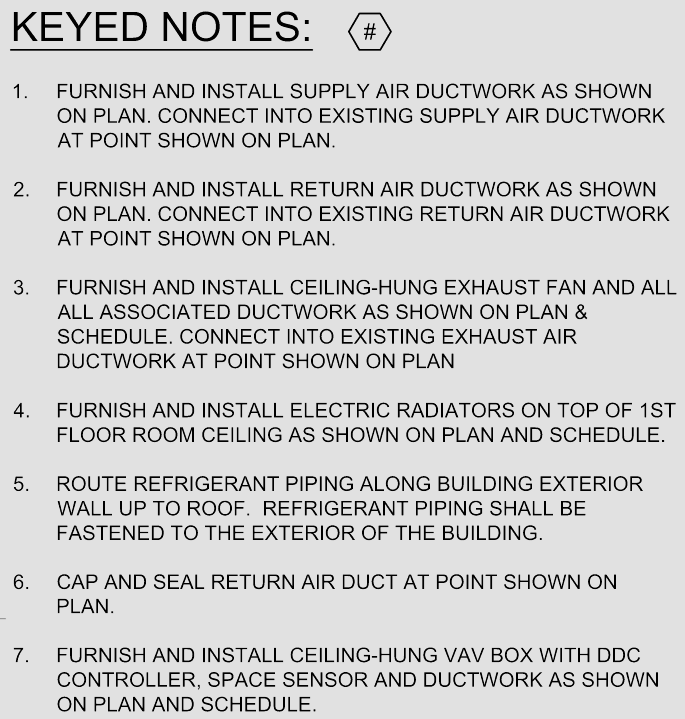 KEYED NOTES: #
1. FURNISH AND INSTALL SUPPLY AIR DUCTWORK AS SHOWN
ON PLAN. CONNECT INTO EXISTING SUPPLY AIR DUCTWORK
AT POINT SHOWN ON PLAN.
2. FURNISH AND INSTALL RETURN AIR DUCTWORK AS SHOWN
ON PLAN. CONNECT INTO EXISTING RETURN AIR DUCTWORK
AT POINT SHOWN ON PLAN.
3. FURNISH AND INSTALL CEILING-HUNG EXHAUST FAN AND ALL
ALL ASSOCIATED DUCTWORK AS SHOWN ON PLAN &
SCHEDULE. CONNECT INTO EXISTING EXHAUST AIR
DUCTWORK AT POINT SHOWN ON PLAN
4. FURNISH AND INSTALL ELECTRIC RADIATORS ON TOP OF 1ST
FLOOR ROOM CEILING AS SHOWN ON PLAN AND SCHEDULE.
5. ROUTE REFRIGERANT PIPING ALONG BUILDING EXTERIOR
WALL UP TO ROOF.  REFRIGERANT PIPING SHALL BE
FASTENED TO THE EXTERIOR OF THE BUILDING.
6. CAP AND SEAL RETURN AIR DUCT AT POINT SHOWN ON
PLAN.
7. FURNISH AND INSTALL CEILING-HUNG VAV BOX WITH DDC
CONTROLLER, SPACE SENSOR AND DUCTWORK AS SHOWN
ON PLAN AND SCHEDULE.